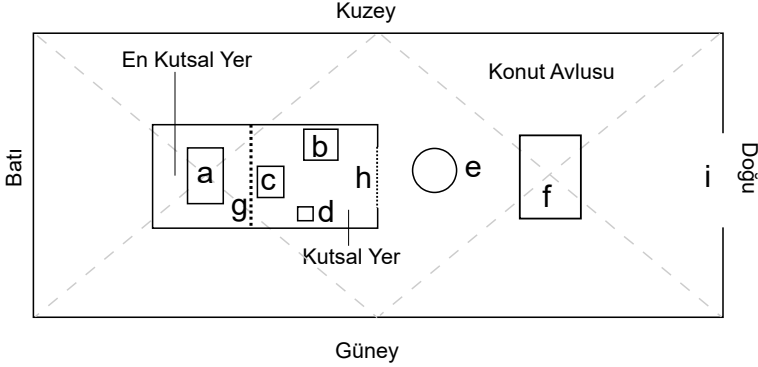 Kuzey
En Kutsal Yer
Konut Avlusu
Batı
Doğu
a
b
c
d
e
f
g
h
i
Kutsal Yer
Güney